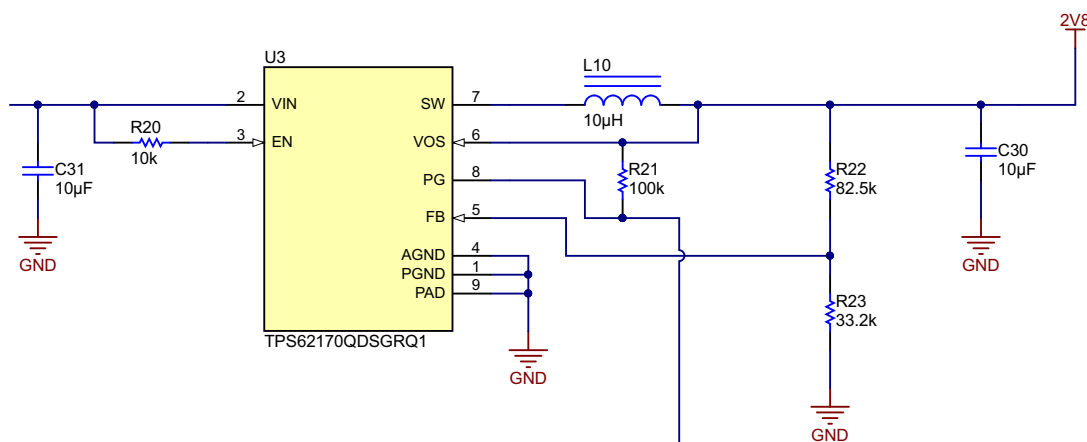 2V8
U3
L10
2
VIN
SW
7
10µH
R20
10k
3
EN
VOS
6
C31
10µF
PG
8
R21
100k
R22
82.5k
C30
10µF
FB
5
AGND
4
PGND
1
PAD
9
GND
GND
R23
33.2k
TPS62170QDSGRQ1
GND
GND